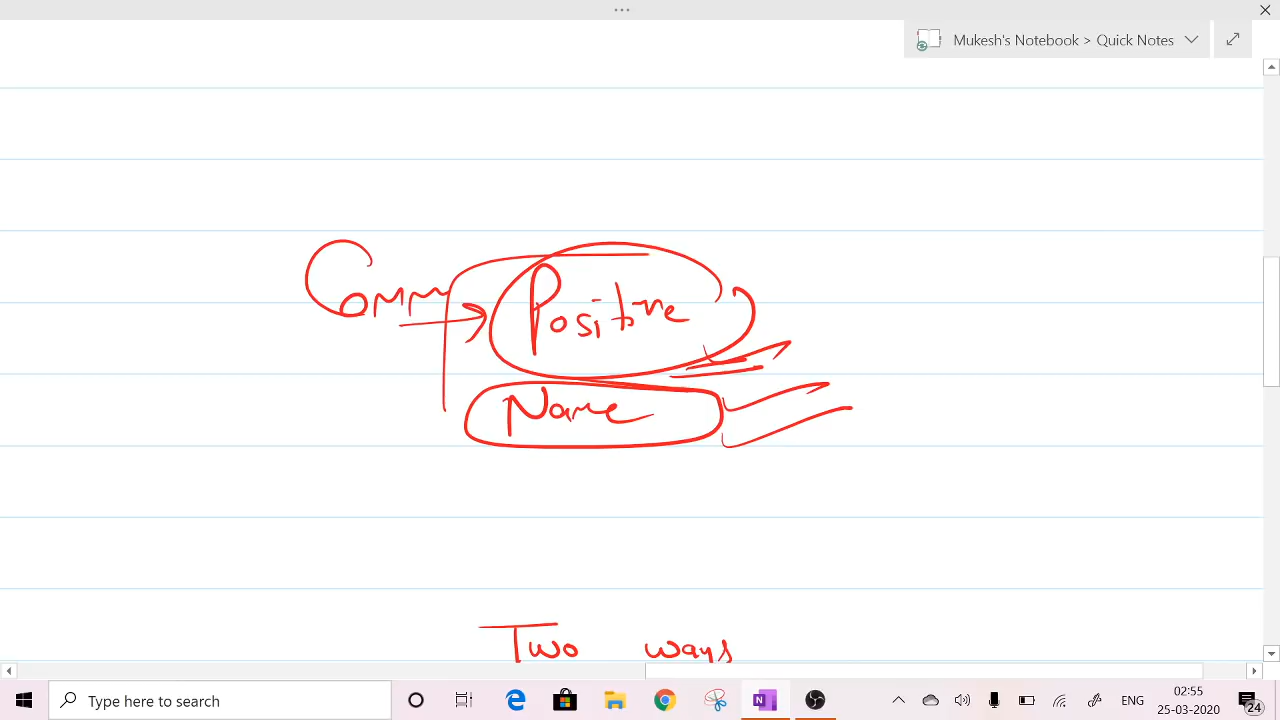 Mukesh's Notebook > Quick Notes
Comm
Positive
Name
Two ways
Type here to search
ENG
02:55
25-03-2020
24